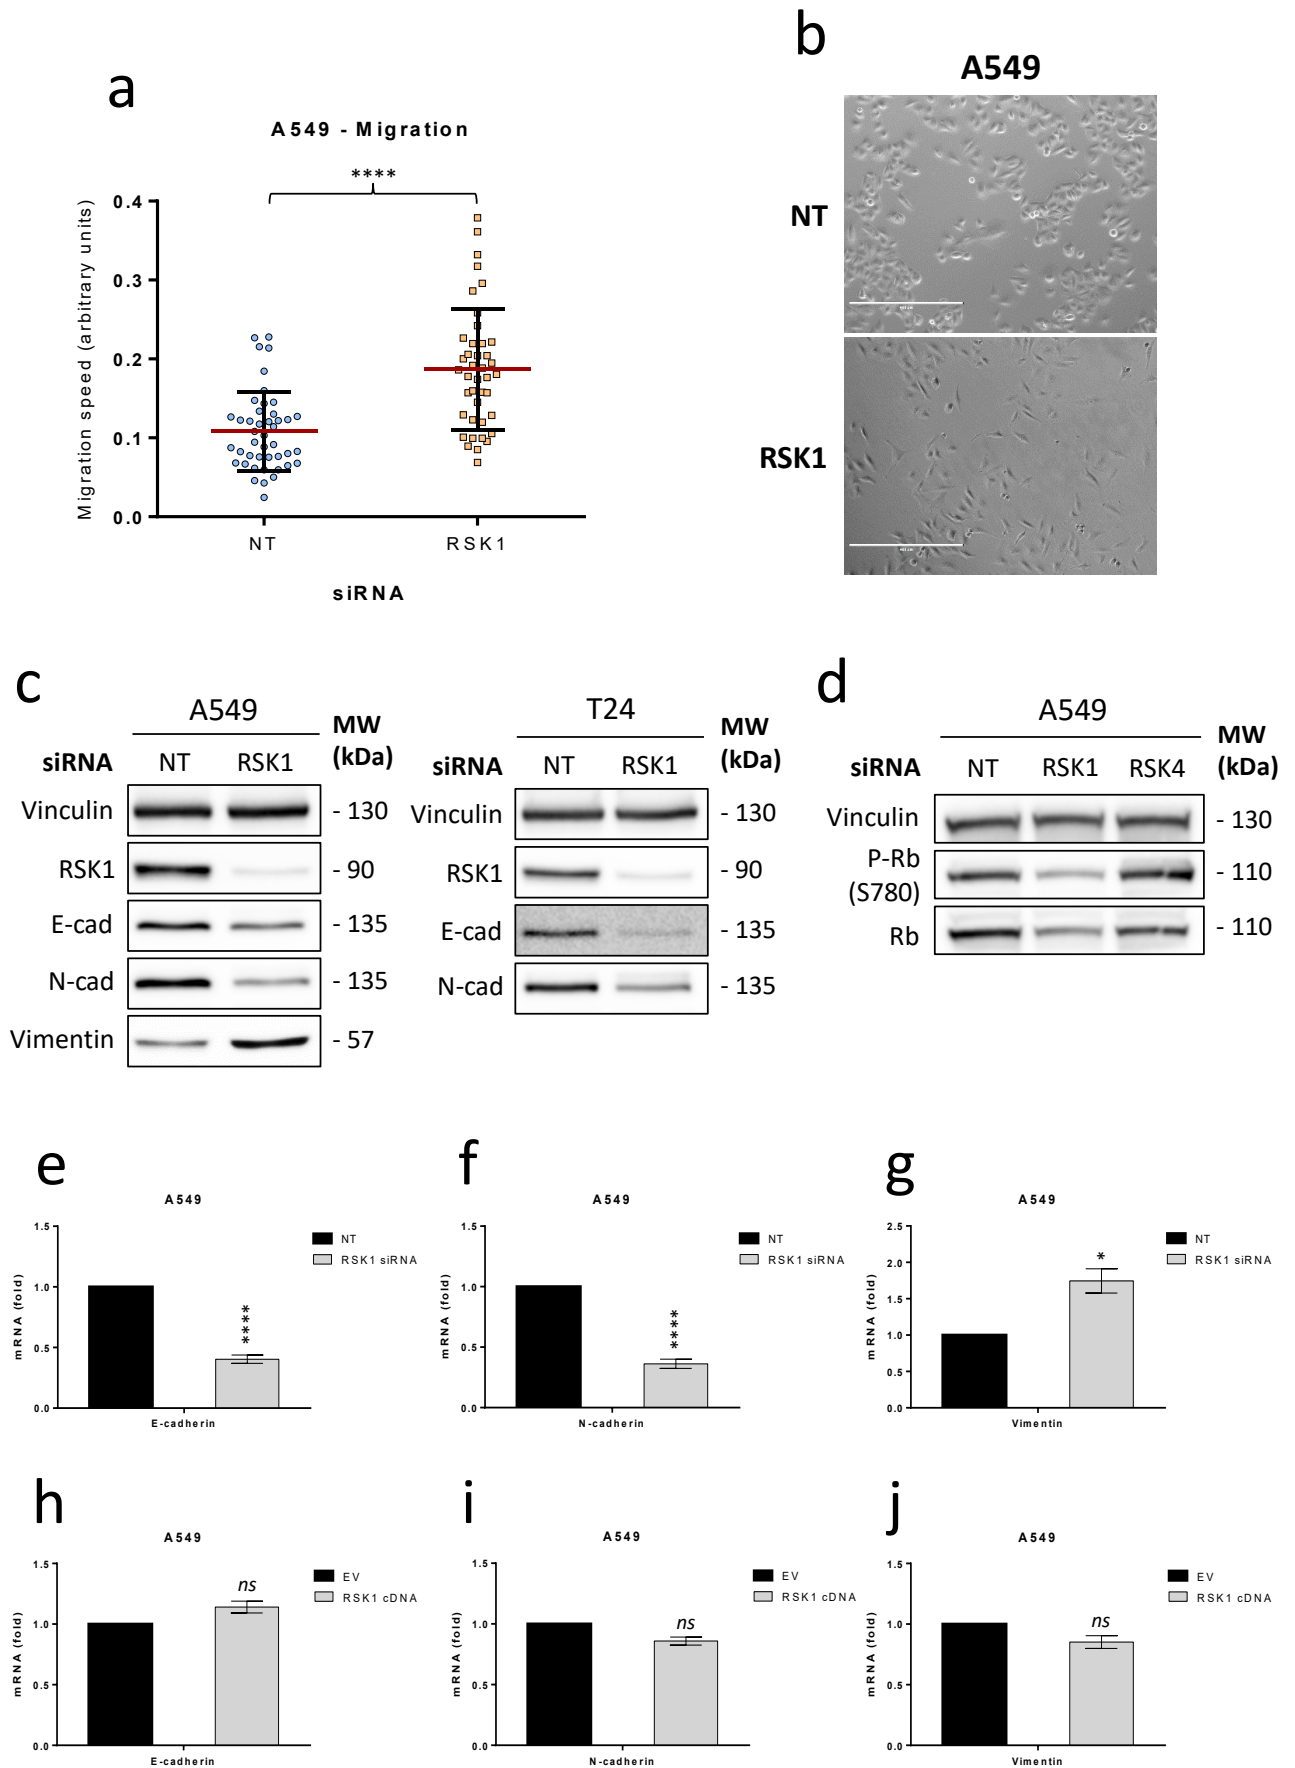 a
A549 - Migration
****
Migration speed (arbitrary units)
0.4
0.3
0.2
0.1
0.0
NT
RSK1
siRNA
b
A549
NT
RSK1
c
A549
MW
(kDa)
siRNA
NT
RSK1
Vinculin
- 130
RSK1
- 90
E-cad
- 135
N-cad
- 135
Vimentin
- 57
T24
MW
(kDa)
siRNA
NT
RSK1
Vinculin
- 130
RSK1
- 90
E-cad
- 135
N-cad
- 135
d
A549
MW
(kDa)
siRNA
NT
RSK1
RSK4
Vinculin
- 130
P-Rb
(S780)
- 110
Rb
- 110
e
A549
mRNA (fold)
1.5
1.0
0.5
0.0
****
E-cadherin
NT
RSK1 siRNA
f
A549
mRNA (fold)
1.5
1.0
0.5
0.0
****
N-cadherin
NT
RSK1 siRNA
g
A549
mRNA (fold)
2.5
2.0
1.5
1.0
0.5
0.0
*
Vimentin
NT
RSK1 siRNA
h
A549
mRNA (fold)
1.5
1.0
0.5
0.0
ns
E-cadherin
EV
RSK1 cDNA
i
A549
mRNA (fold)
1.5
1.0
0.5
0.0
ns
N-cadherin
EV
RSK1 cDNA
j
A549
mRNA (fold)
1.5
1.0
0.5
0.0
ns
Vimentin
EV
RSK1 cDNA